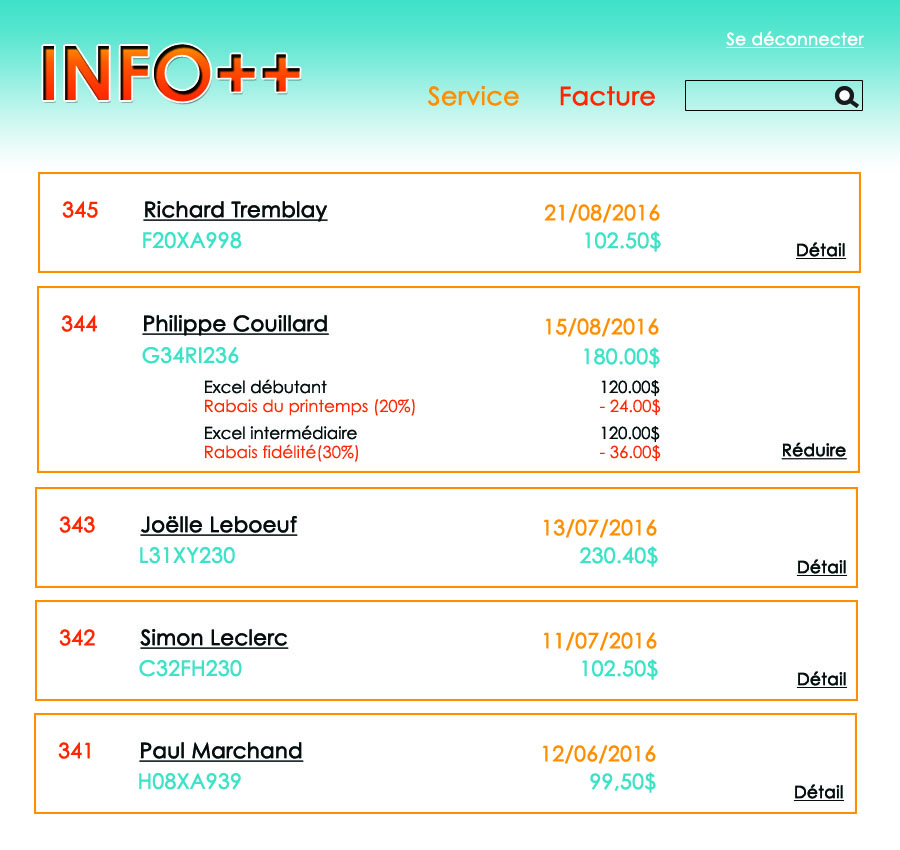 Se déconnecter
INFO++
Service Facture
345 Richard Tremblay 21/08/2016
F20XA998 102.50$
Détail
344 Philippe Couillard 15/08/2016
G34RI236 180.00$
Excel débutant 120.00$
Rabais du printemps (20%) - 24.00$
Excel intermédiaire 120.00$
Rabais fidélité(30%) - 36.00$
Réduire
343 Joëlle Leboeuf 13/07/2016
L31XY230 230.40$
Détail
342 Simon Leclerc 11/07/2016
C32FH230 102.50$
Détail
341 Paul Marchand 12/06/2016
H08XA939 99,50$
Détail